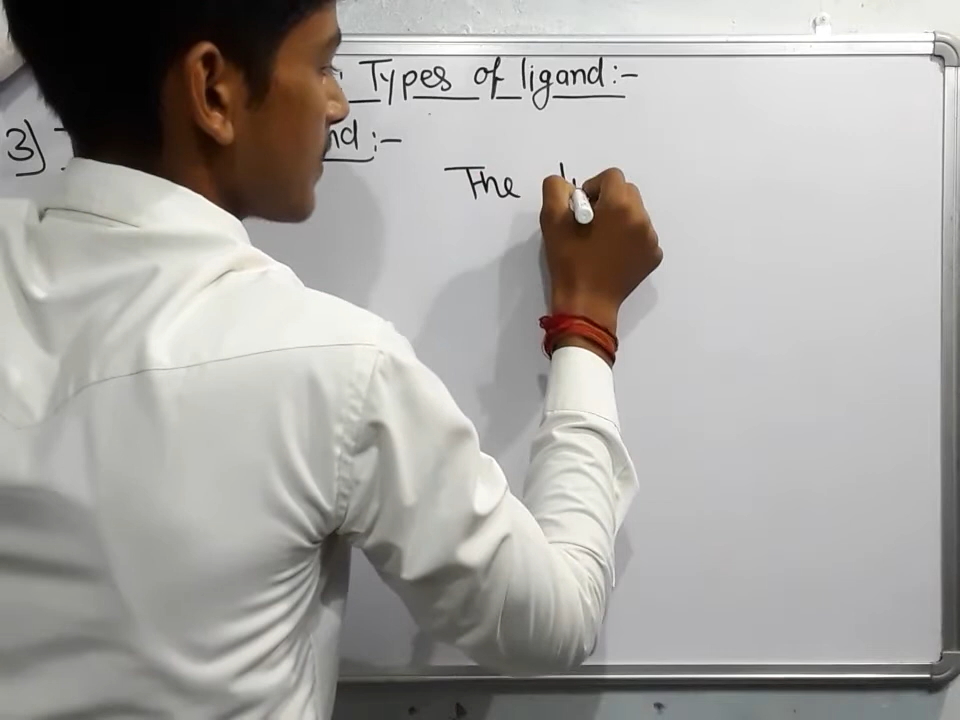 Types of ligand:-
3) nd:-
The